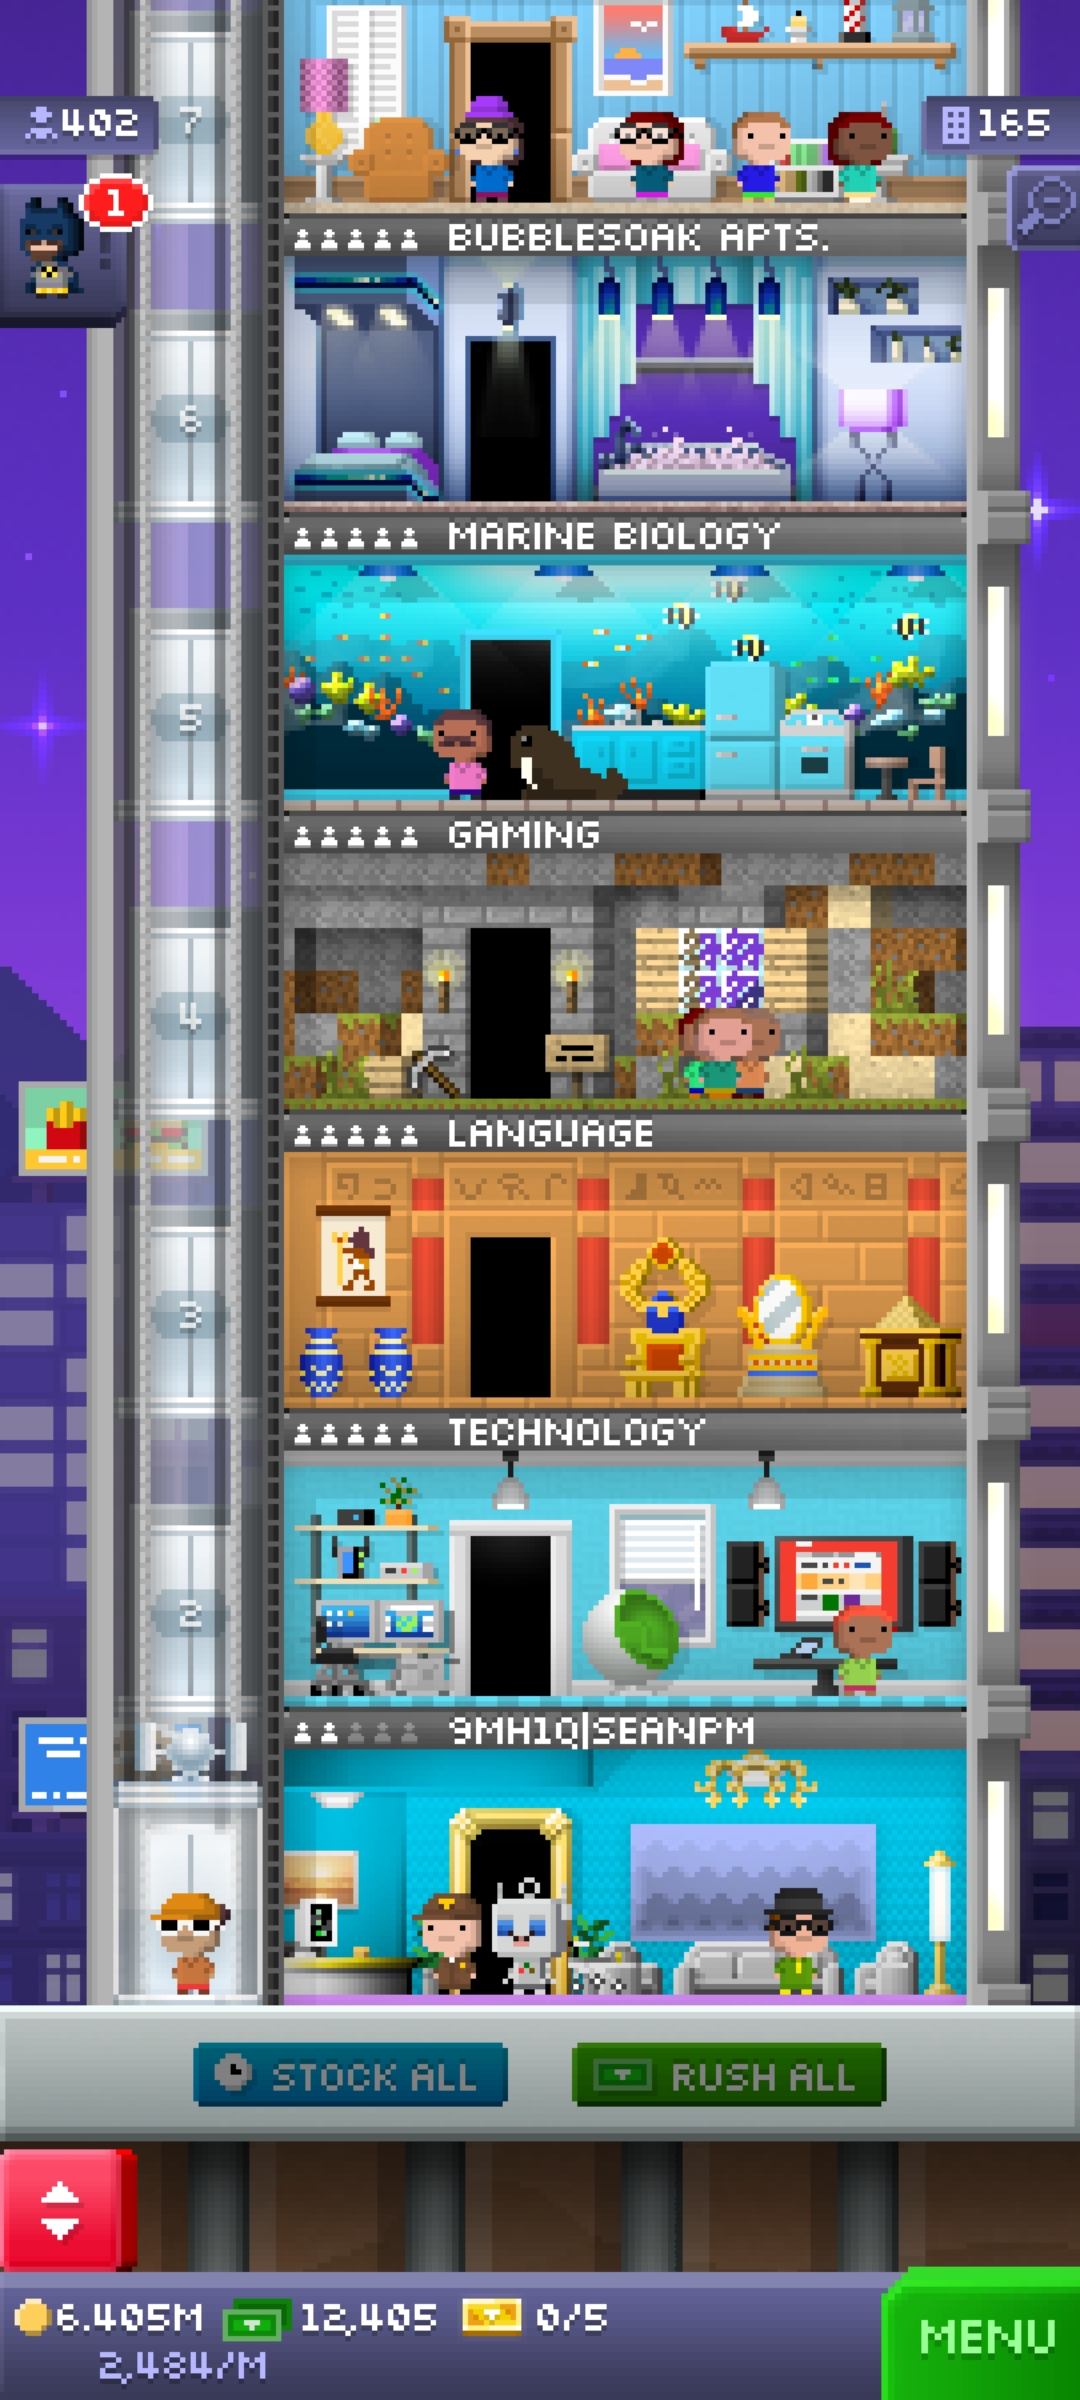 7
402
165
1
BUBBLESOAK APTS.
6
MARINE BIOLOGY
5
GAMING
4
LANGUAGE
3
TECHNOLOGY
2
9MH1Q|SEANPM
STOCK ALL
RUSH ALL
6.405M
12,405
0/5
2,484/M
MENU